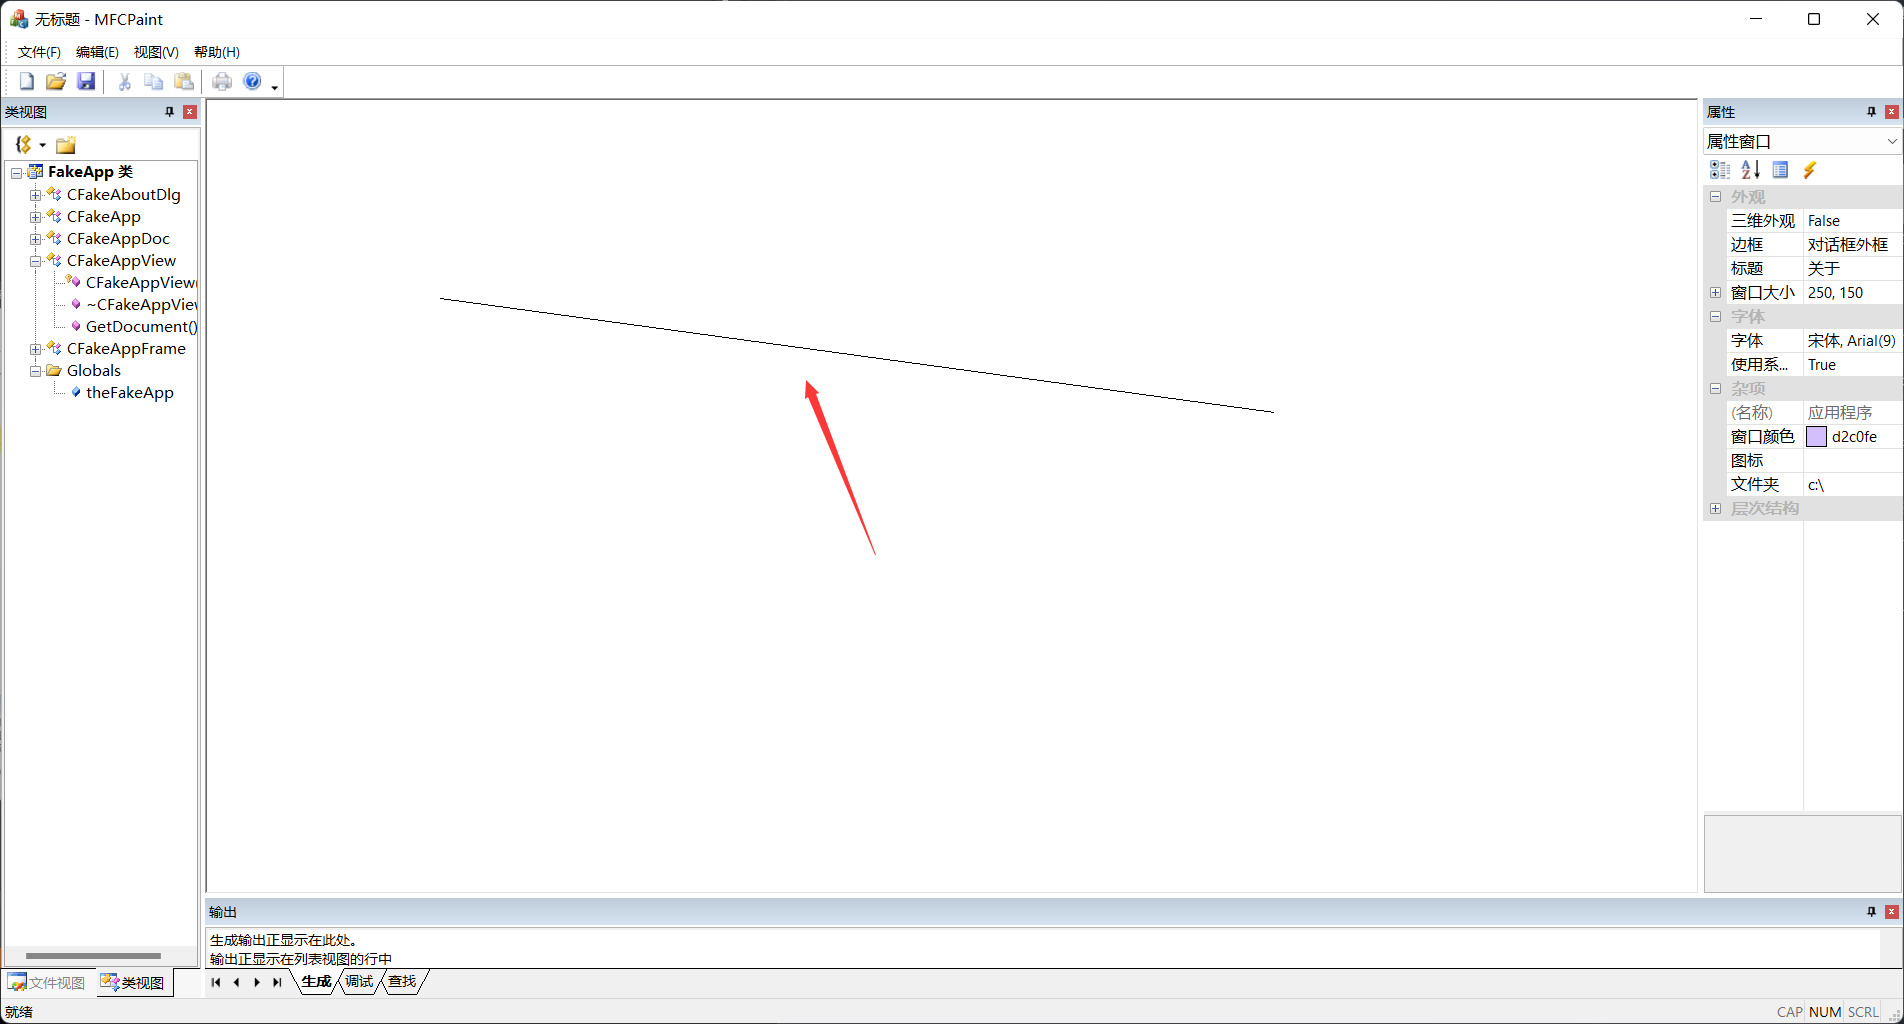 无标题 - MFCPaint
文件(F) 编辑(E) 视图(V) 帮助(H)
类视图
FakeApp 类
CFakeAboutDlg
CFakeApp
CFakeAppDoc
CFakeAppView
CFakeAppView(
~CFakeAppVie
GetDocument()
CFakeAppFrame
Globals
theFakeApp
文件视图 类视图
属性
属性窗口
外观
三维外观 False
边框 对话框外框
标题 关于
窗口大小 250, 150
字体
字体 宋体, Arial(9)
使用系... True
杂项
(名称) 应用程序
窗口颜色 d2c0fe
图标
文件夹 c:\
层次结构
输出
生成输出正显示在此处。
输出正显示在列表视图的行中
生成 调试 查找
就绪
CAP NUM SCRL